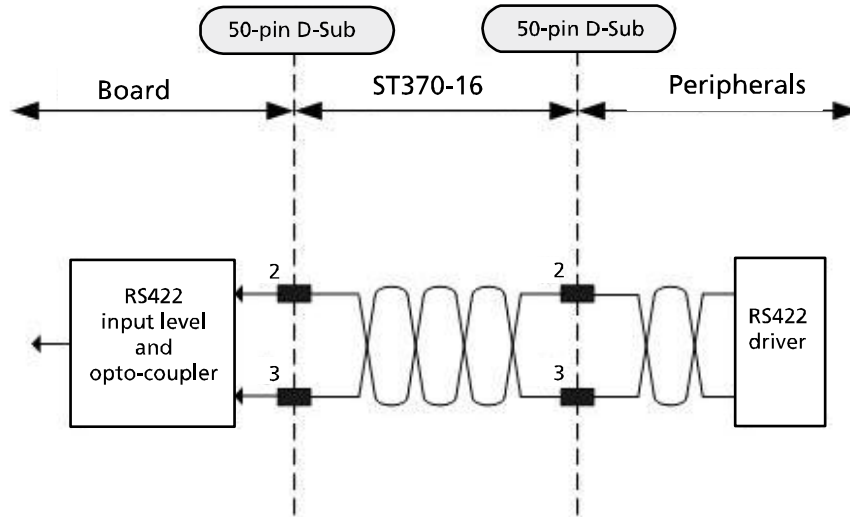 50-pin D-Sub
50-pin D-Sub
Board
ST370-16
Peripherals
2
2
RS422
input level
and
opto-coupler
RS422
driver
3
3